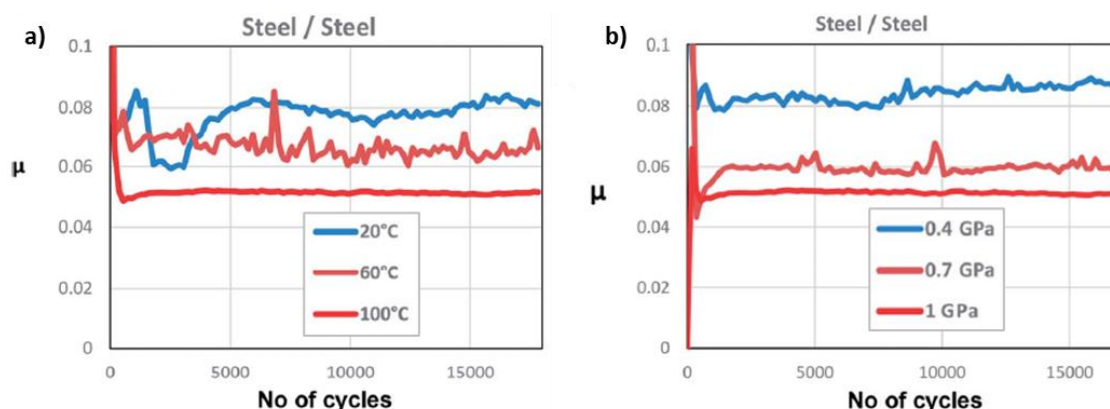 a)
Steel / Steel
0.1
0.08
0.06
0.04
0.02
0
μ
20°C
60°C
100°C
0
5000
10000
15000
No of cycles
b)
Steel / Steel
0.1
0.08
0.06
0.04
0.02
0
μ
0.4 GPa
0.7 GPa
1 GPa
0
5000
10000
15000
No of cycles